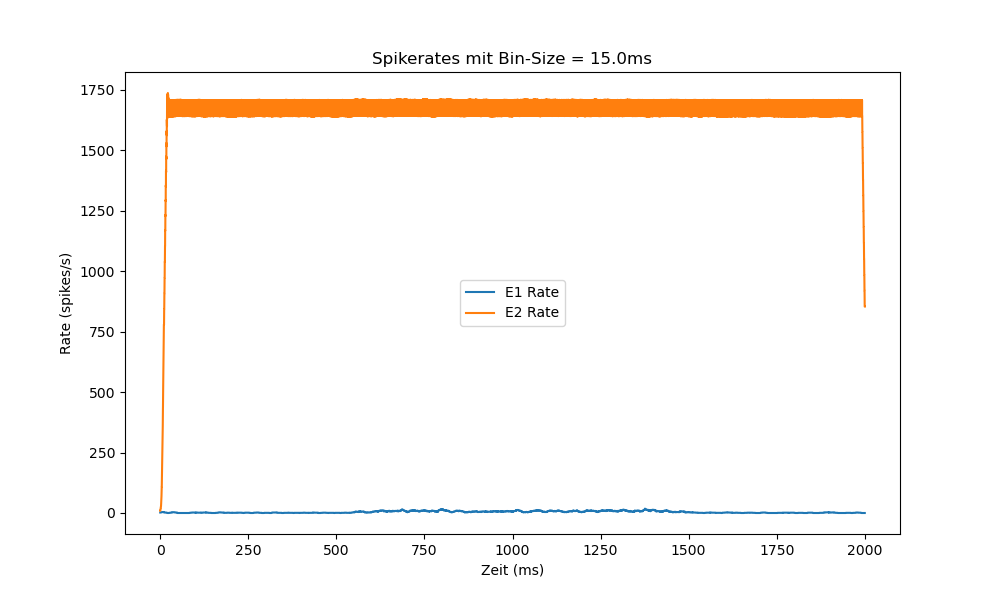 Spikerates mit Bin-Size = 15.0ms
Rate (spikes/s)
1750
1500
1250
1000
750
500
250
0
E1 Rate
E2 Rate
0 250 500 750 1000 1250 1500 1750 2000
Zeit (ms)